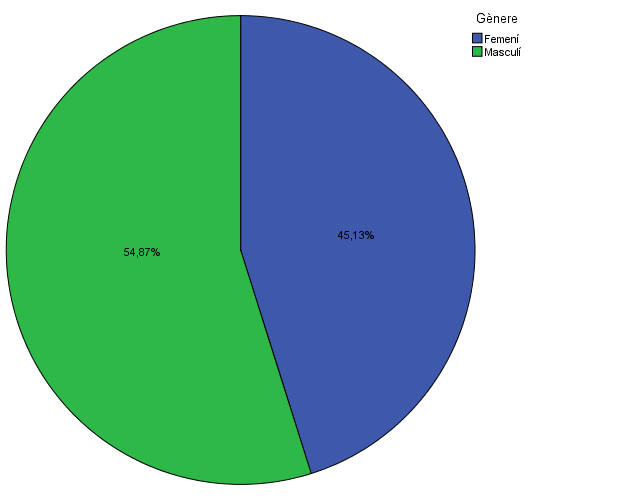 Gènere
Femení
Masculí
45,13%
54,87%